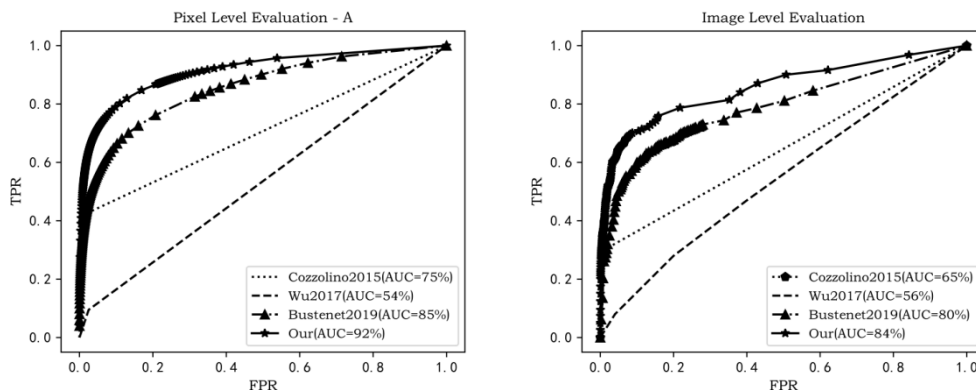 Pixel Level Evaluation - A
TPR
1.0
0.8
0.6
0.4
0.2
0.0
Cozzolino2015(AUC=75%)
Wu2017(AUC=54%)
Bustenet2019(AUC=85%)
Our(AUC=92%)
0.0 0.2 0.4 0.6 0.8 1.0
FPR
Image Level Evaluation
TPR
1.0
0.8
0.6
0.4
0.2
0.0
Cozzolino2015(AUC=65%)
Wu2017(AUC=56%)
Bustenet2019(AUC=80%)
Our(AUC=84%)
0.0 0.2 0.4 0.6 0.8 1.0
FPR